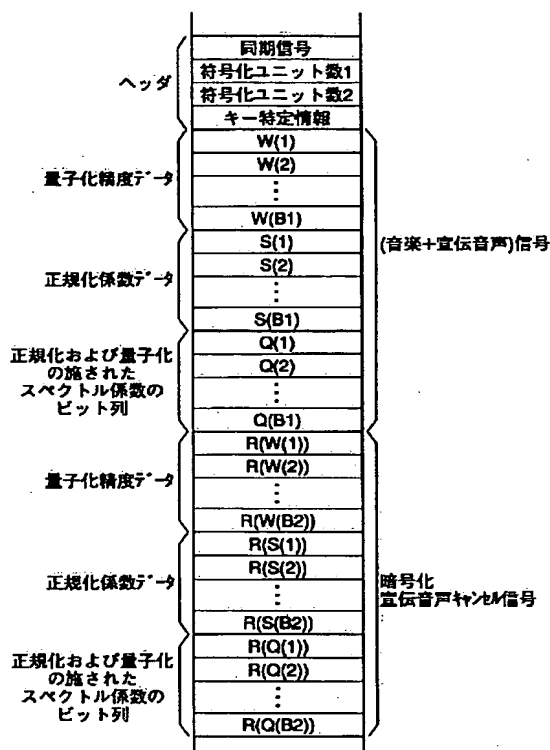 ヘッダ
同期信号
符号化ユニット数1
符号化ユニット数2
キー特定情報
量子化精度データ
W(1)
W(2)
⋮
W(B1)
正規化係数データ
S(1)
S(2)
⋮
S(B1)
正規化および量子化
の施された
スペクトル係数の
ビット列
Q(1)
Q(2)
⋮
Q(B1)
(音楽+宣伝音声)信号
量子化精度データ
R(W(1))
R(W(2))
⋮
R(W(B2))
正規化係数データ
R(S(1))
R(S(2))
⋮
R(S(B2))
正規化および量子化
の施された
スペクトル係数の
ビット列
R(Q(1))
R(Q(2))
⋮
R(Q(B2))
暗号化
宣伝音声キャンセル信号